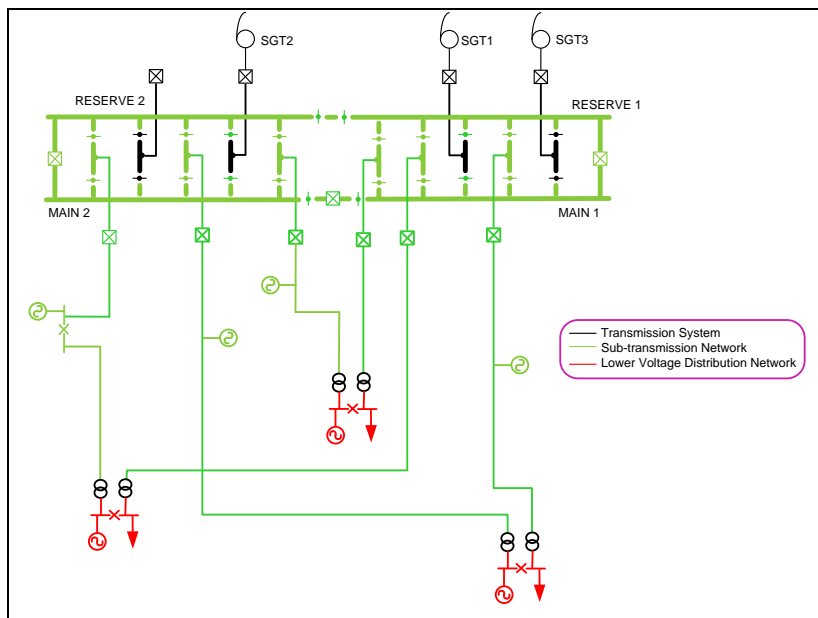 SGT2
SGT1
SGT3
RESERVE 2
RESERVE 1
MAIN 2
MAIN 1
Transmission System
Sub-transmission Network
Lower Voltage Distribution Network